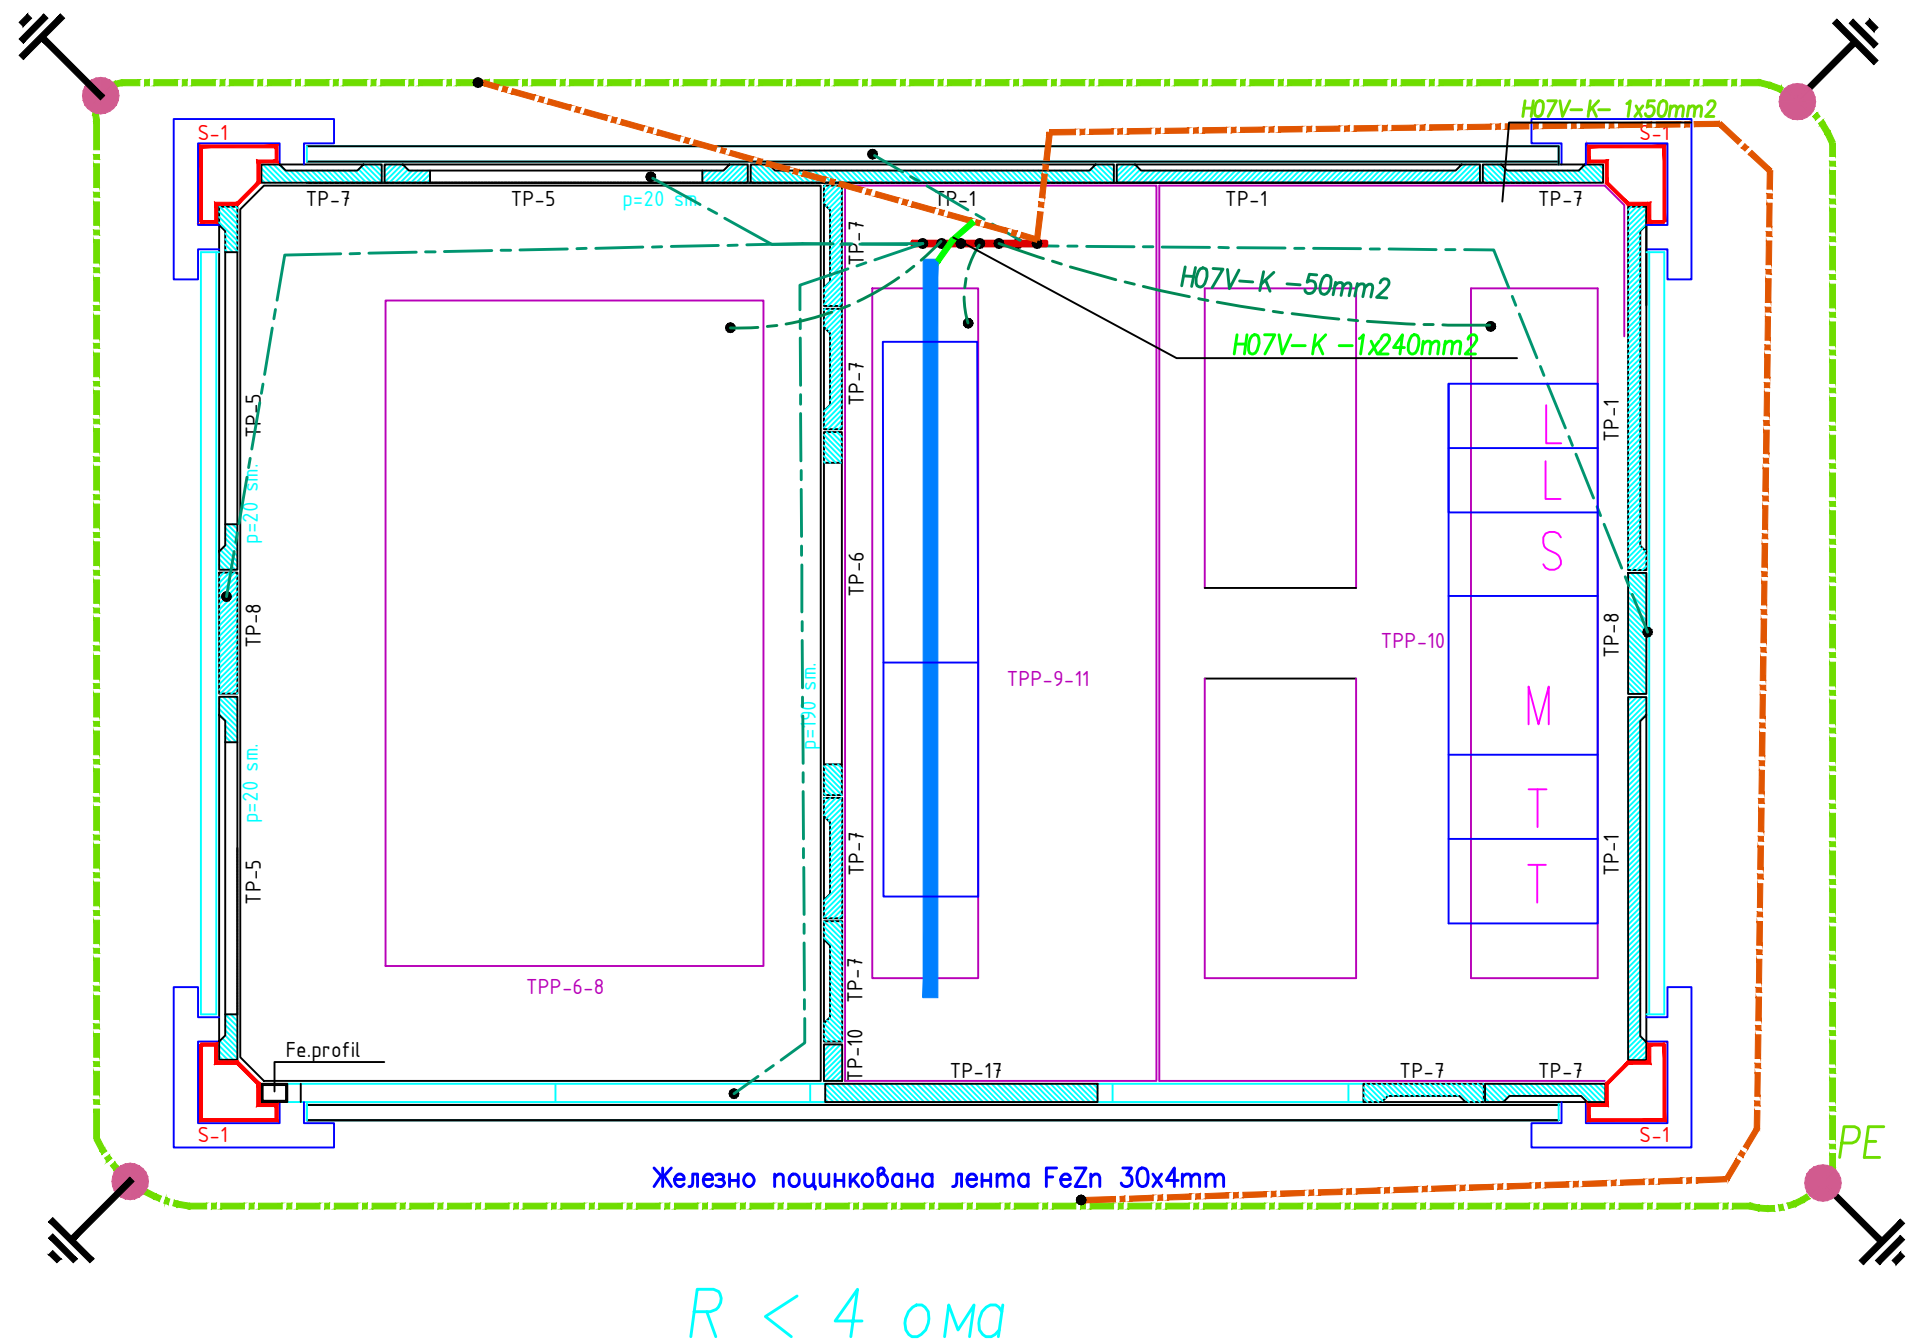 H07V-K- 1x50mm2
S-1
S-1
TP-7
TP-5
p=20 sm.
TP-1
TP-1
TP-7
TP-7
H07V-K -50mm2
H07V-K -1x240mm2
TP-5
TP-7
TP-1
L
L
p=20 sm.
S
TP-6
TP-8
TP-8
TPP-10
TPP-9-11
p=190 sm.
M
p=20 sm.
T
TP-5
TP-7
TP-1
T
TPP-6-8
TP-7
Fe.profil
TP-10
TP-17
TP-7
TP-7
S-1
S-1
PE
Железно поцинкована лента FeZn 30x4mm
R < 4 ома